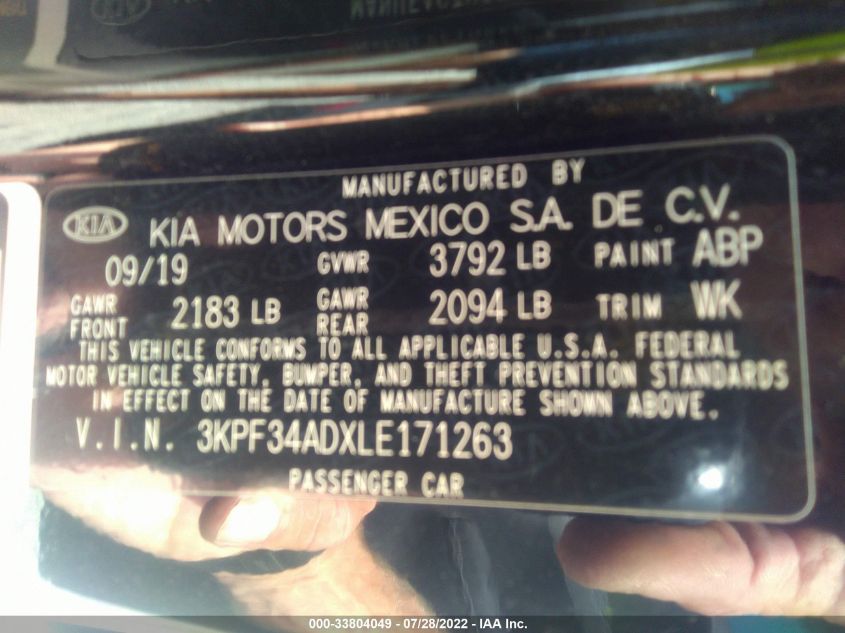 MANUFACTURED BY
KIA KIA MOTORS MEXICO S.A. DE C.V.
09/19 GVWR 3792 LB PAINT ABP
GAWR FRONT 2183 LB GAWR REAR 2094 LB TRIM WK
THIS VEHICLE CONFORMS TO ALL APPLICABLE U.S.A. FEDERAL
MOTOR VEHICLE SAFETY, BUMPER, AND THEFT PREVENTION STANDARDS
IN EFFECT ON THE DATE OF MANUFACTURE SHOWN ABOVE.
V.I.N. 3KPF34ADXLE171263
PASSENGER CAR
000-33804049 - 07/28/2022 - IAA Inc.